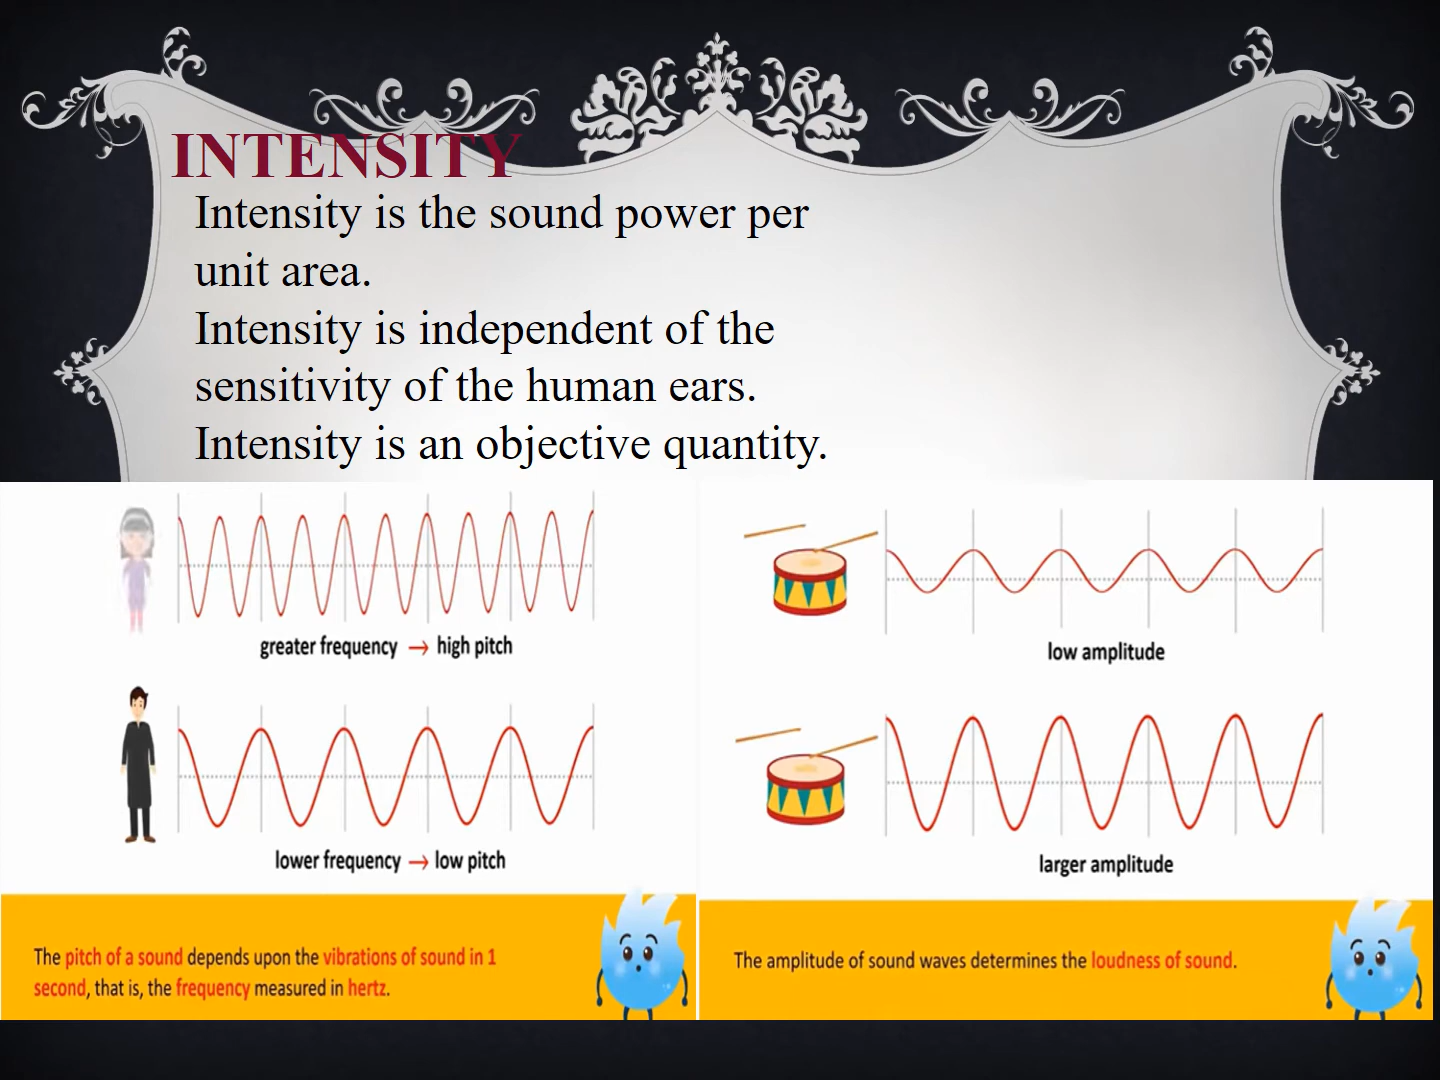 INTENSITY
Intensity is the sound power per
unit area.
Intensity is independent of the
sensitivity of the human ears.
Intensity is an objective quantity.
greater frequency → high pitch
lower frequency → low pitch
The pitch of a sound depends upon the vibrations of sound in 1
second, that is, the frequency measured in hertz.
low amplitude
larger amplitude
The amplitude of sound waves determines the loudness of sound.